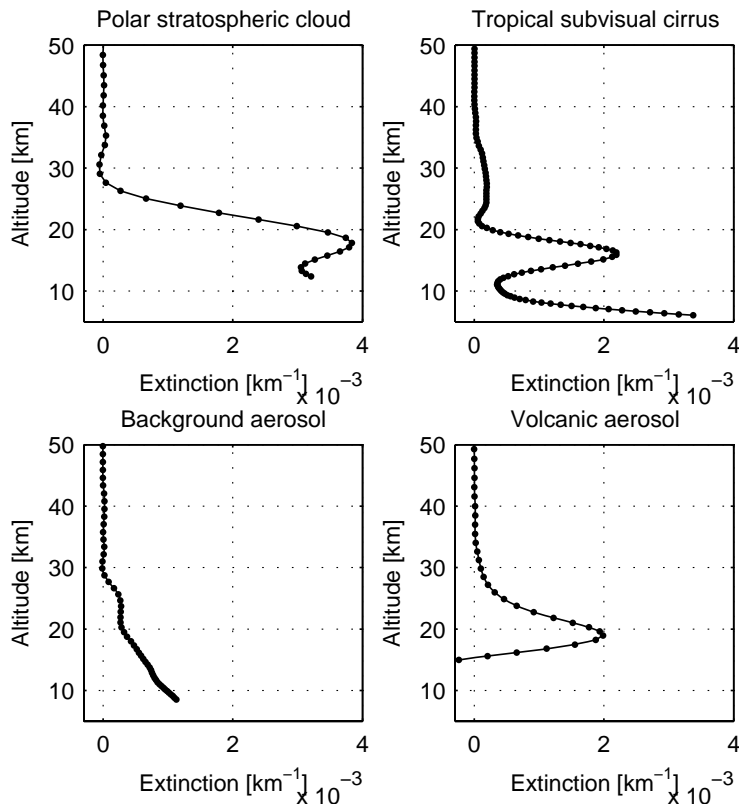 Polar stratospheric cloud
50
40
30
20
10
Altitude [km]
0 2 4
Extinction [km⁻¹]
x 10⁻³
Tropical subvisual cirrus
50
40
30
20
10
Altitude [km]
0 2 4
Extinction [km⁻¹]
x 10⁻³
Background aerosol
50
40
30
20
10
Altitude [km]
0 2 4
Extinction [km⁻¹]
x 10⁻³
Volcanic aerosol
50
40
30
20
10
Altitude [km]
0 2 4
Extinction [km⁻¹]
x 10⁻³